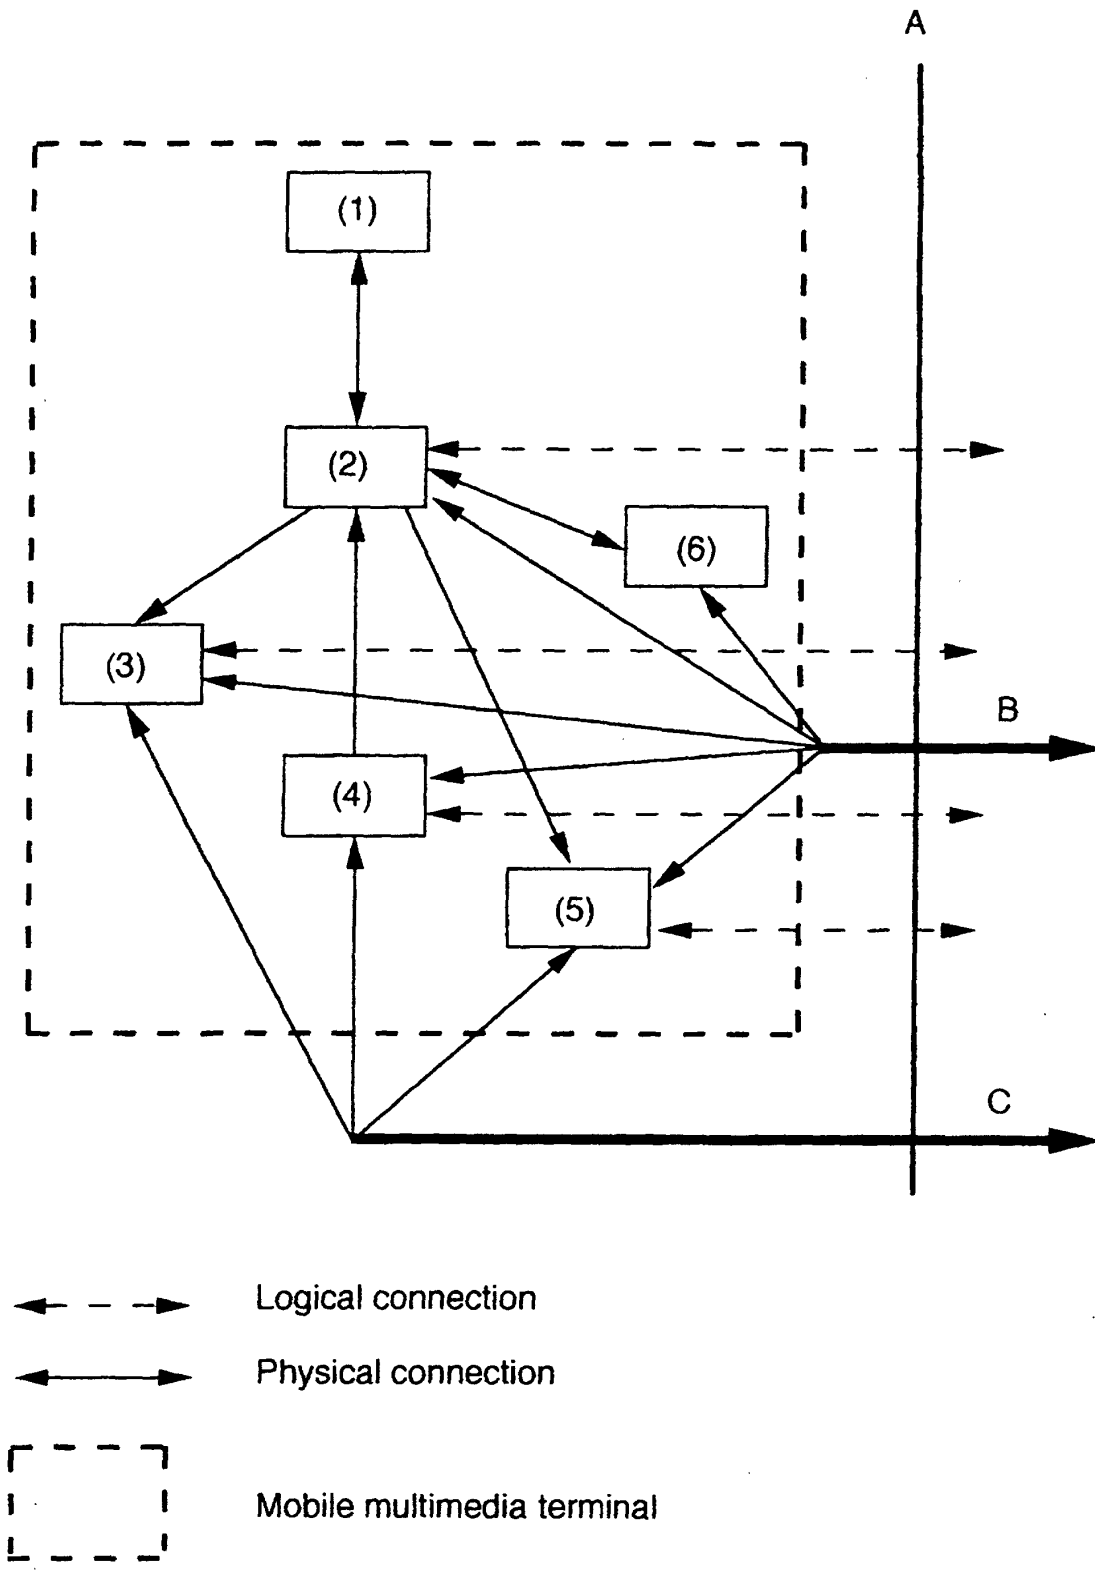 A
(1)
(2)
(6)
(3)
B
(4)
(5)
C
Logical connection
Physical connection
Mobile multimedia terminal